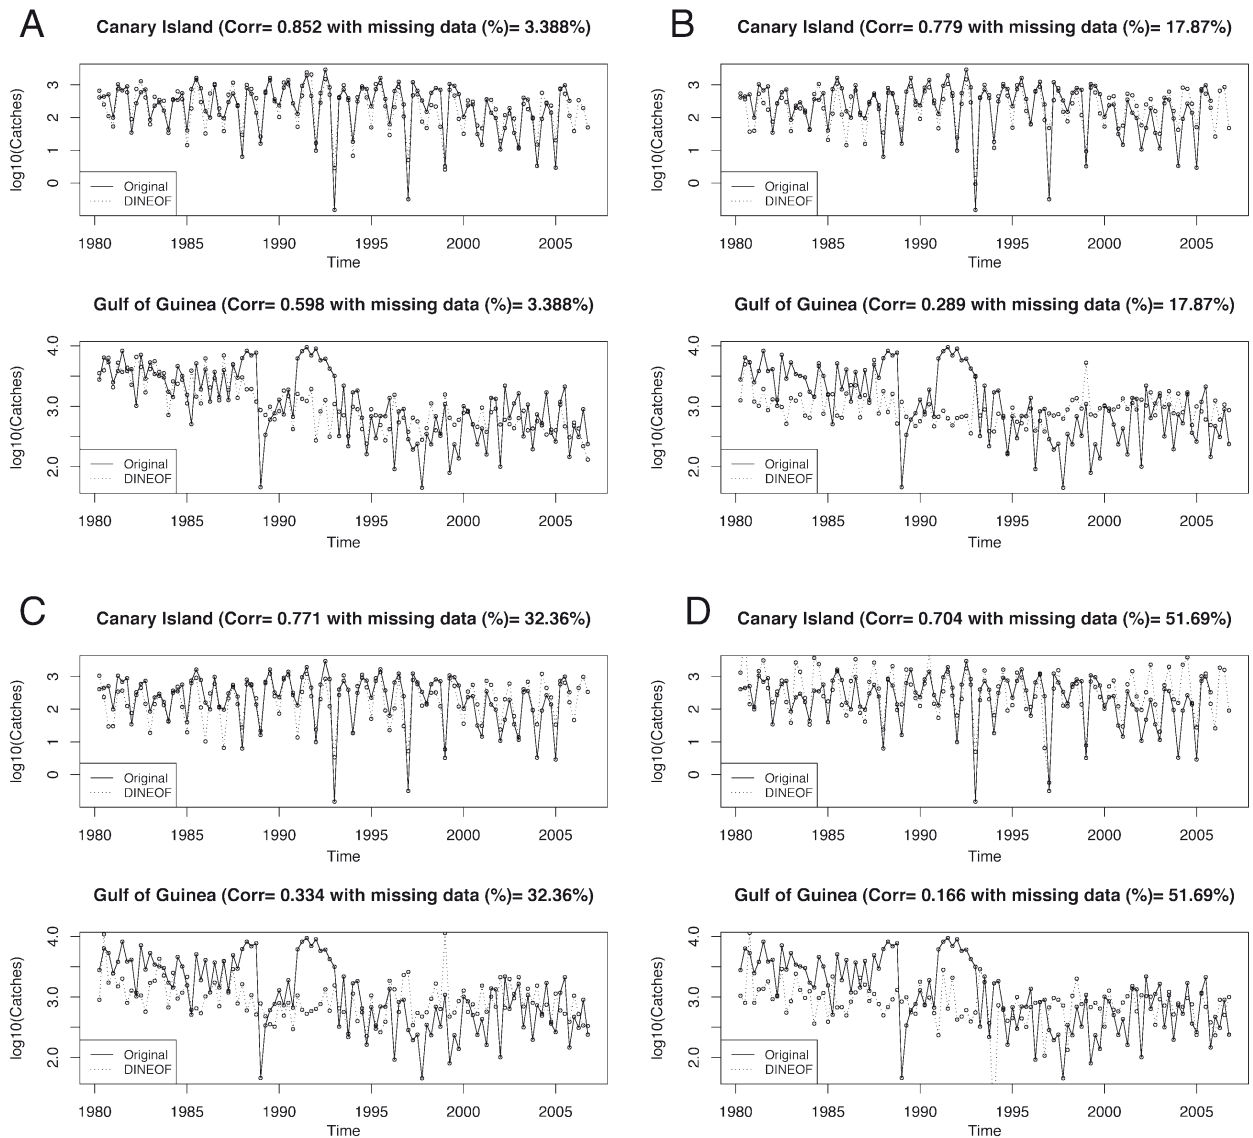 A
Canary Island (Corr= 0.852 with missing data (%)= 3.388%)
log10(Catches)
3
2
1
0
Original
DINEOF
1980 1985 1990 1995 2000 2005
Time
Gulf of Guinea (Corr= 0.598 with missing data (%)= 3.388%)
log10(Catches)
4.0
3.0
2.0
Original
DINEOF
1980 1985 1990 1995 2000 2005
Time
B
Canary Island (Corr= 0.779 with missing data (%)= 17.87%)
log10(Catches)
3
2
1
0
Original
DINEOF
1980 1985 1990 1995 2000 2005
Time
Gulf of Guinea (Corr= 0.289 with missing data (%)= 17.87%)
log10(Catches)
4.0
3.0
2.0
Original
DINEOF
1980 1985 1990 1995 2000 2005
Time
C
Canary Island (Corr= 0.771 with missing data (%)= 32.36%)
log10(Catches)
3
2
1
0
Original
DINEOF
1980 1985 1990 1995 2000 2005
Time
Gulf of Guinea (Corr= 0.334 with missing data (%)= 32.36%)
log10(Catches)
4.0
3.0
2.0
Original
DINEOF
1980 1985 1990 1995 2000 2005
Time
D
Canary Island (Corr= 0.704 with missing data (%)= 51.69%)
log10(Catches)
3
2
1
0
Original
DINEOF
1980 1985 1990 1995 2000 2005
Time
Gulf of Guinea (Corr= 0.166 with missing data (%)= 51.69%)
log10(Catches)
4.0
3.0
2.0
Original
DINEOF
1980 1985 1990 1995 2000 2005
Time